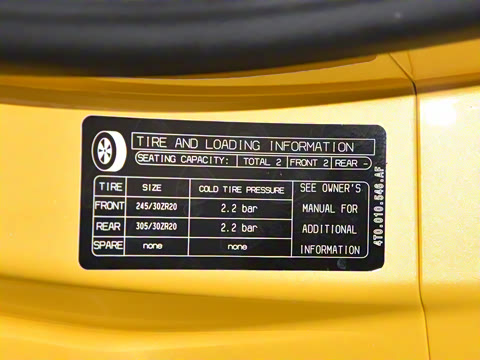 TIRE AND LOADING INFORMATION
SEATING CAPACITY: TOTAL 2 FRONT 2 REAR -
TIRE SIZE COLD TIRE PRESSURE SEE OWNER'S
FRONT 245/30ZR20 2.2 bar MANUAL FOR
REAR 305/30ZR20 2.2 bar ADDITIONAL
SPARE none none INFORMATION
4T0.010.546.AF